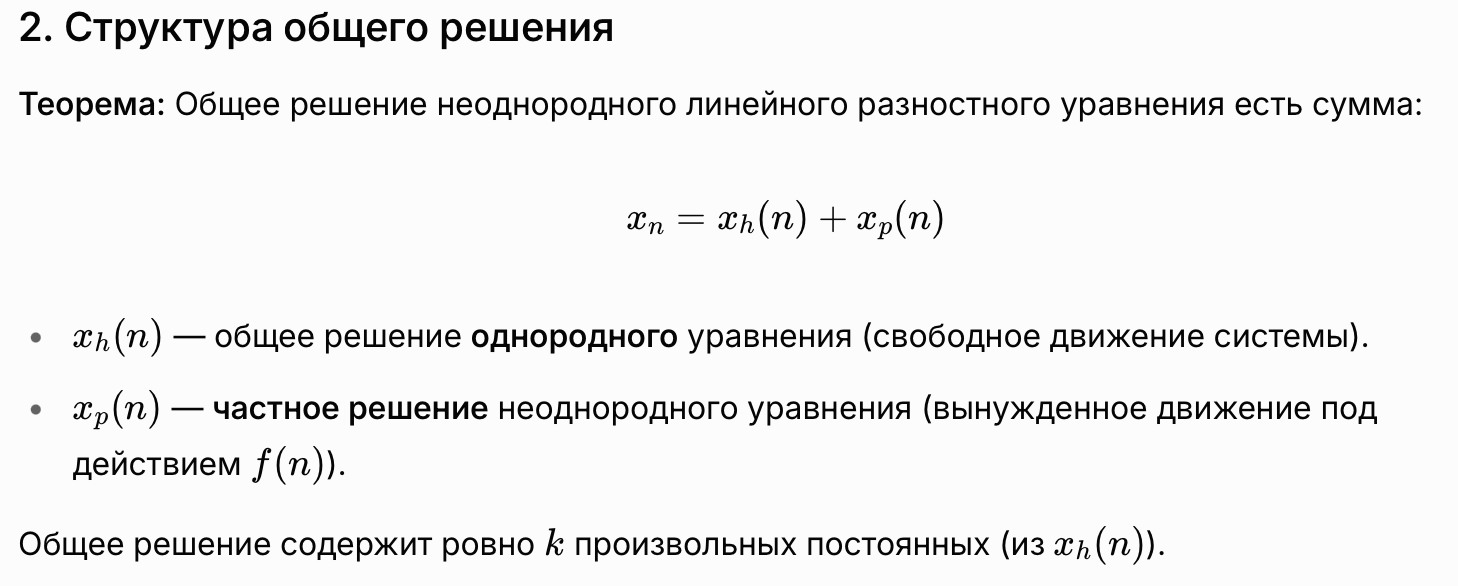 2. Структура общего решения
Теорема: Общее решение неоднородного линейного разностного уравнения есть сумма:
xₙ = xₕ(n) + xₚ(n)
• xₕ(n) — общее решение однородного уравнения (свободное движение системы).
• xₚ(n) — частное решение неоднородного уравнения (вынужденное движение под
действием f(n)).
Общее решение содержит ровно k произвольных постоянных (из xₕ(n)).